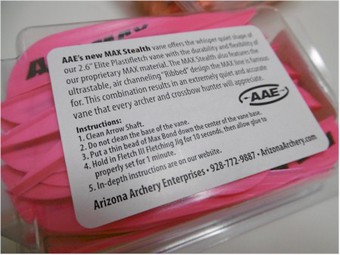 AAE's new MAX Stealth vane offers the whisper quiet shape of
our 2.6" Elite Plastifletch vane with the durability and flexibility of
our proprietary MAX material. The MAX Stealth also features the
ultrastable, air channeling "Ribbed" design the MAX line is famous
for. This combination results in an extremely quiet and accurate
vane that every archer and crossbow hunter will appreciate.
Instructions:
1. Clean Arrow Shaft.
2. Do not clean the base of the vane.
3. Put a thin bead of Max Bond down the center of the vane base.
4. Hold in Fletch III Fletching Jig for 10 seconds, then allow glue to
properly set for 1 minute.
5. In-depth instructions are on our website.
AAE
Arizona Archery Enterprises • 928-772-9887 • ArizonaArchery.com